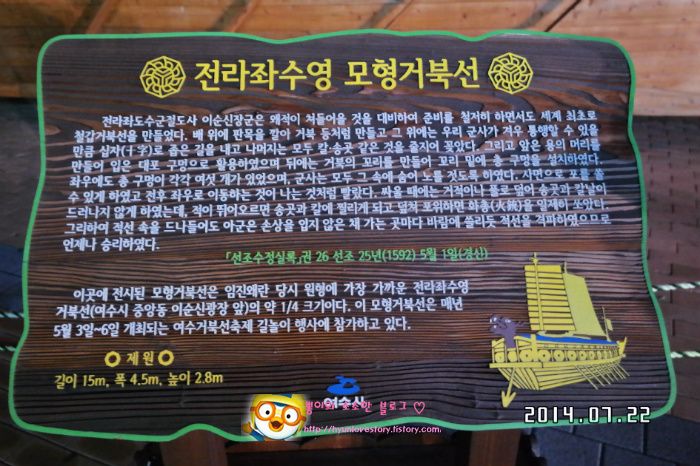 전라좌수영 모형거북선
전라좌도수군절도사 이순신장군은 왜적이 쳐들어올 것을 대비하여 준비를 철저히 하면서도 세계 최초로
철갑거북선을 만들었다. 배 위에 판목을 깔아 거북 등처럼 만들고 그 위에는 우리 군사가 겨우 통행할 수 있을
만큼 십자(十字)로 좁은 길을 내고 나머지는 모두 칼·송곳 같은 것을 줄지어 꽂았다. 그리고 앞은 용의 머리를
만들어 입은 대포 구멍으로 활용하였으며 뒤에는 거북의 꼬리를 만들어 꼬리 밑에 총 구멍을 설치하였다.
좌우에도 총 구멍이 각각 여섯 개가 있었으며, 군사는 모두 그 속에 숨어 노를 젓도록 하였다. 사면으로 포를 쏠
수 있게 하였고 전후 좌우로 이동하는 것이 나는 것처럼 빨랐다. 싸울 때에는 거적이나 풀로 덮어 송곳과 칼날이
드러나지 않게 하였는데, 적이 뛰어오르면 송곳과 칼에 찔리게 되고 덮쳐 포위하면 화총(火銃)을 일제히 쏘았다.
그리하여 적선 속을 드나들어도 아군은 손상을 입지 않은 채 가는 곳마다 바람에 쓸리듯 적선을 격파하였으므로
언제나 승리하였다.
「선조수정실록」권 26 선조 25년(1592) 5월 1일(경신)
이곳에 전시된 모형거북선은 임진왜란 당시 원형에 가장 가까운 전라좌수영
거북선(여수시 중앙동 이순신광장 앞)의 약 1/4 크기이다. 이 모형거북선은 매년
5월 3일~6일 개최되는 여수거북선축제 길놀이 행사에 참가하고 있다.
제원
길이 15m, 폭 4.5m, 높이 2.8m
여수시
소소한 블로그 ♡
http://hyunlovestory.tistory.com
2014.07.22